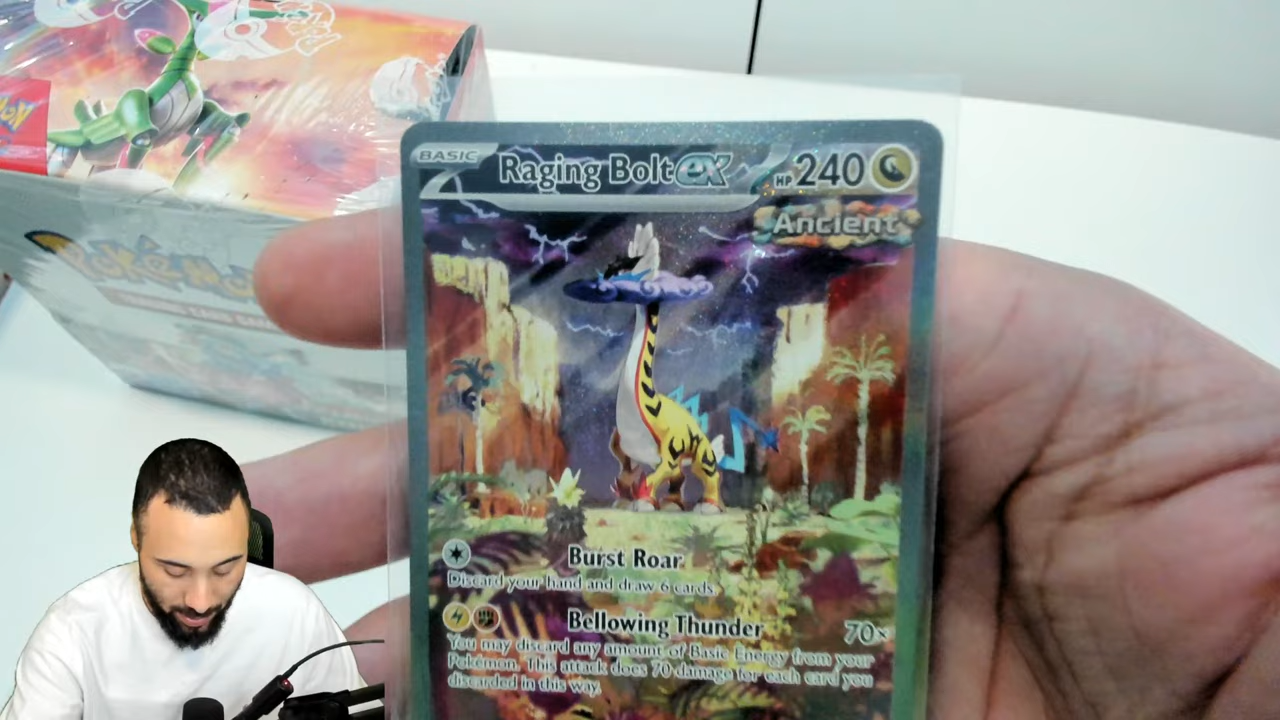 BASIC
Raging Bolt ex
HP 240
Ancient
Burst Roar
Discard your hand and draw 6 cards.
Bellowing Thunder
70×
You may discard any amount of Basic Energy from your
Pokémon. This attack does 70 damage for each card you
discarded in this way.
Pokémon